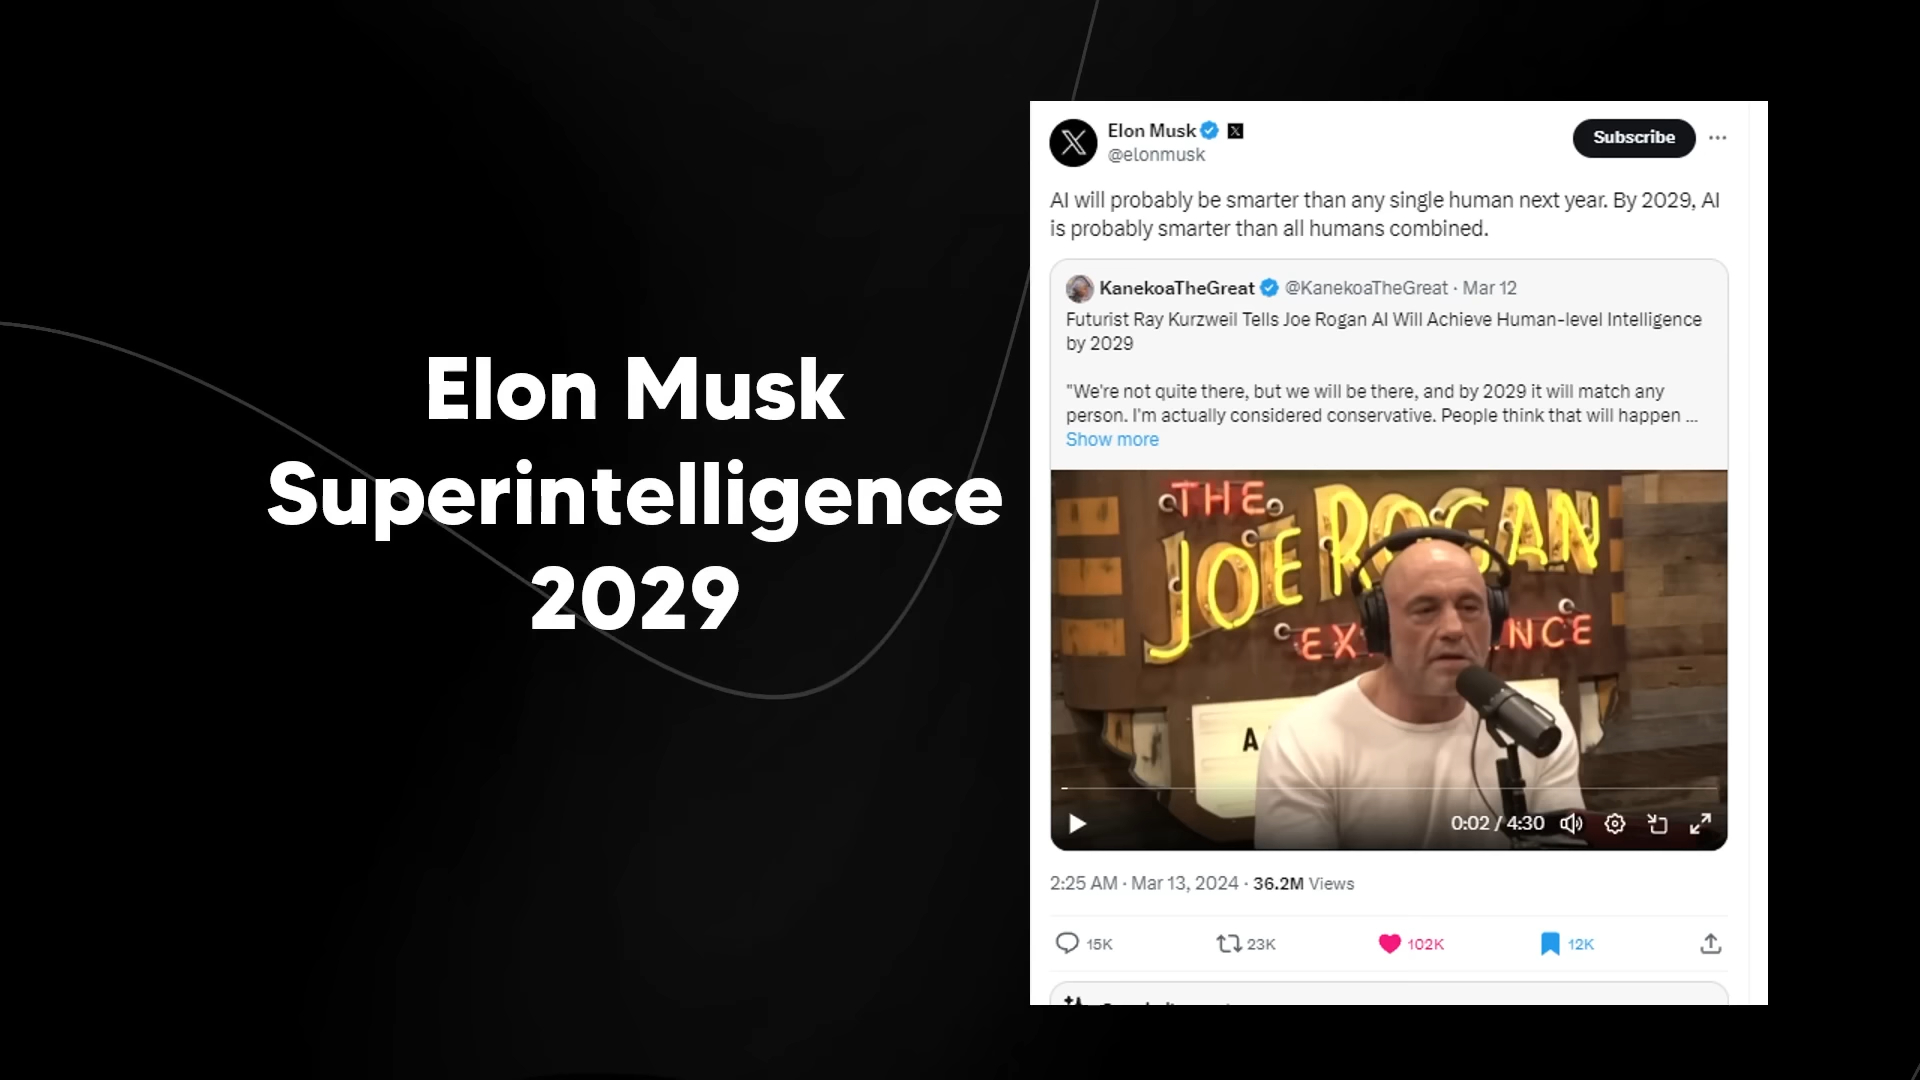 Elon Musk
Superintelligence
2029
Elon Musk
@elonmusk
Subscribe
AI will probably be smarter than any single human next year. By 2029, AI
is probably smarter than all humans combined.
KanekoaTheGreat @KanekoaTheGreat · Mar 12
Futurist Ray Kurzweil Tells Joe Rogan AI Will Achieve Human-level Intelligence
by 2029
"We're not quite there, but we will be there, and by 2029 it will match any
person. I'm actually considered conservative. People think that will happen ...
Show more
THE
JOE ROGAN
EX NCE
A
0:02 / 4:30
2:25 AM · Mar 13, 2024 · 36.2M Views
15K 23K 102K 12K